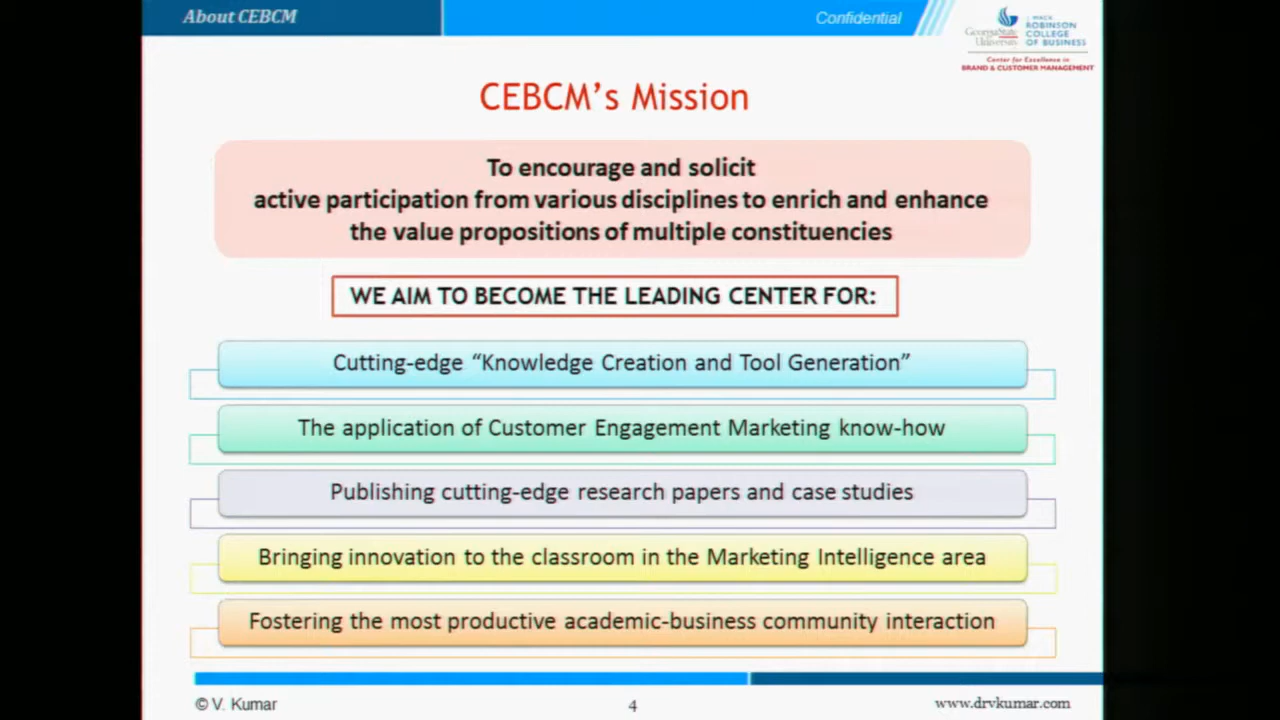 About CEBCM
Confidential
GeorgiaState
University
J. MACK
ROBINSON
COLLEGE
OF BUSINESS
Center for Excellence in
BRAND & CUSTOMER MANAGEMENT
CEBCM's Mission
To encourage and solicit
active participation from various disciplines to enrich and enhance
the value propositions of multiple constituencies
WE AIM TO BECOME THE LEADING CENTER FOR:
Cutting-edge “Knowledge Creation and Tool Generation”
The application of Customer Engagement Marketing know-how
Publishing cutting-edge research papers and case studies
Bringing innovation to the classroom in the Marketing Intelligence area
Fostering the most productive academic-business community interaction
© V. Kumar
4
www.drvkumar.com